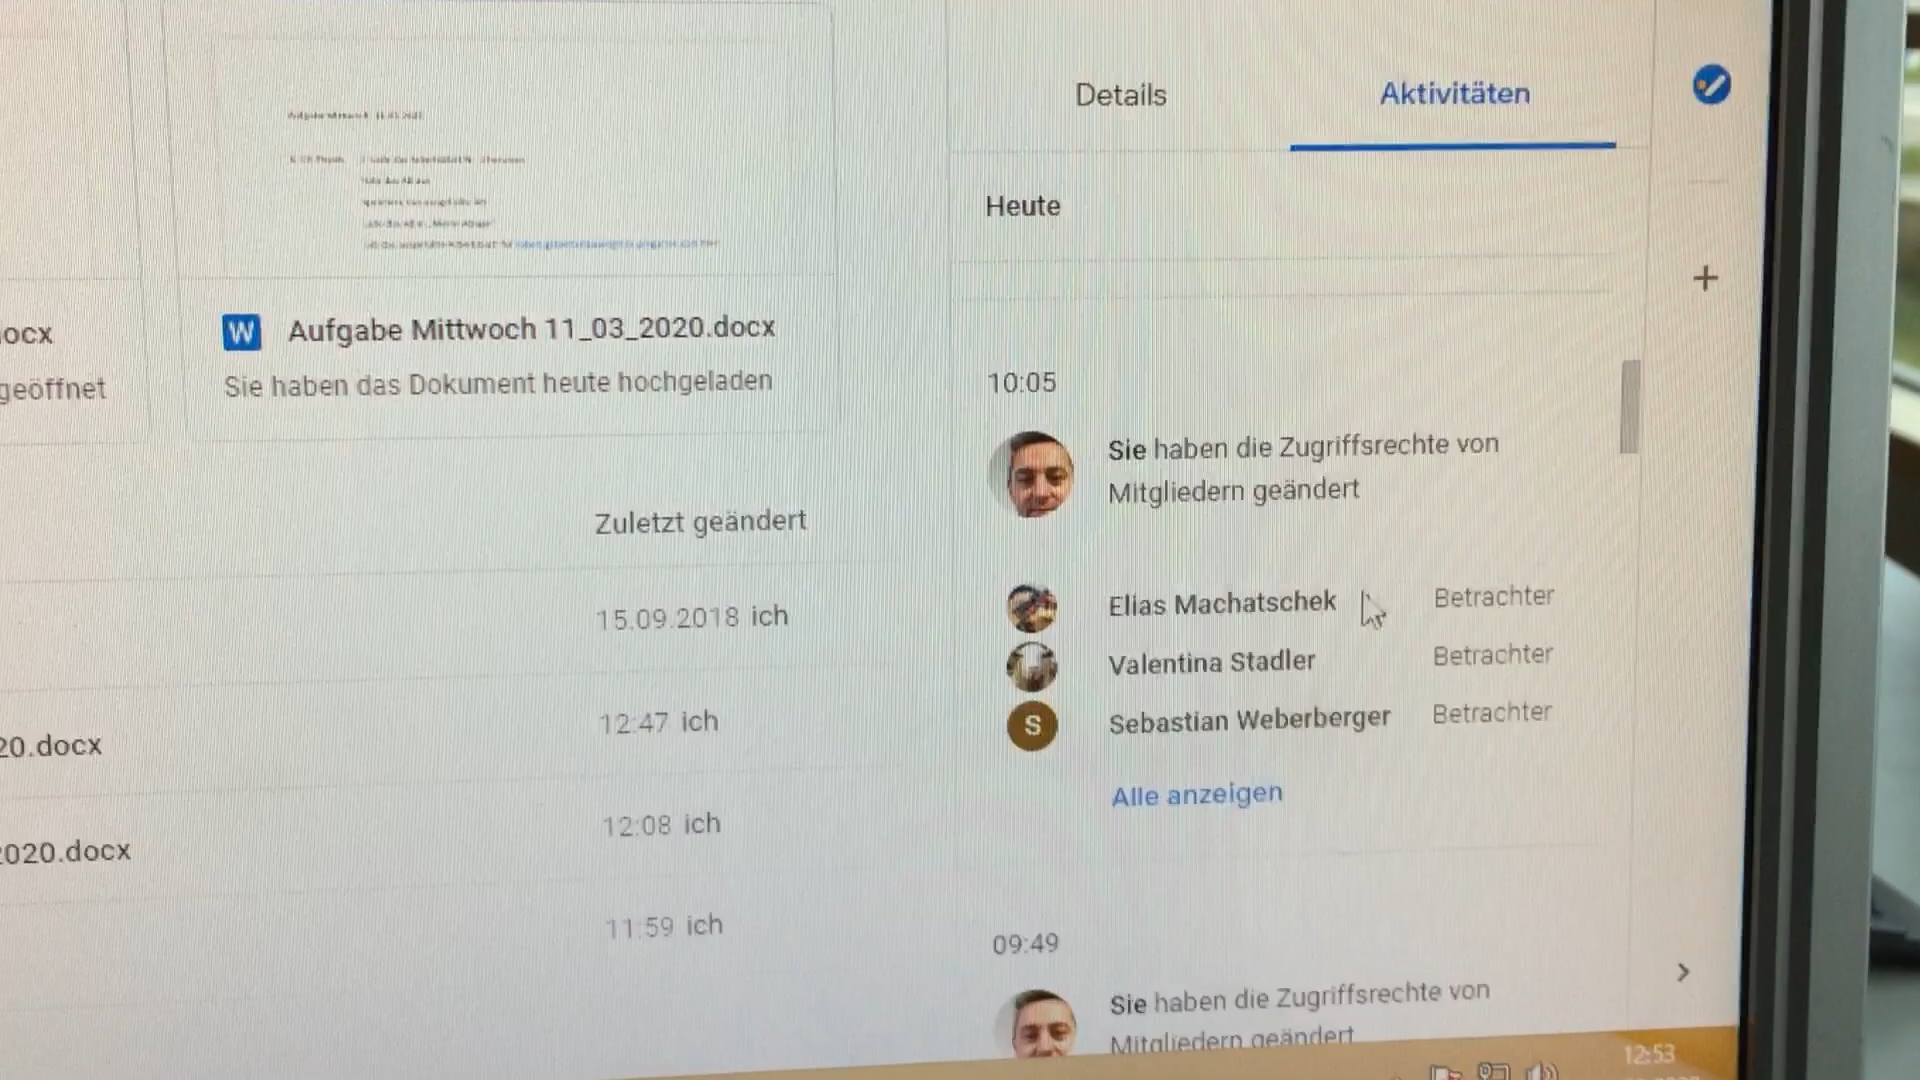 Details
Aktivitäten
Heute
ocx
W
Aufgabe Mittwoch 11_03_2020.docx
geöffnet
Sie haben das Dokument heute hochgeladen
10:05
Sie haben die Zugriffsrechte von
Mitgliedern geändert
Zuletzt geändert
15.09.2018 ich
Elias Machatschek Betrachter
Valentina Stadler Betrachter
12:47 ich
S Sebastian Weberberger Betrachter
20.docx
Alle anzeigen
12:08 ich
2020.docx
11:59 ich
09:49
Sie haben die Zugriffsrechte von
Mitgliedern geändert
12:53